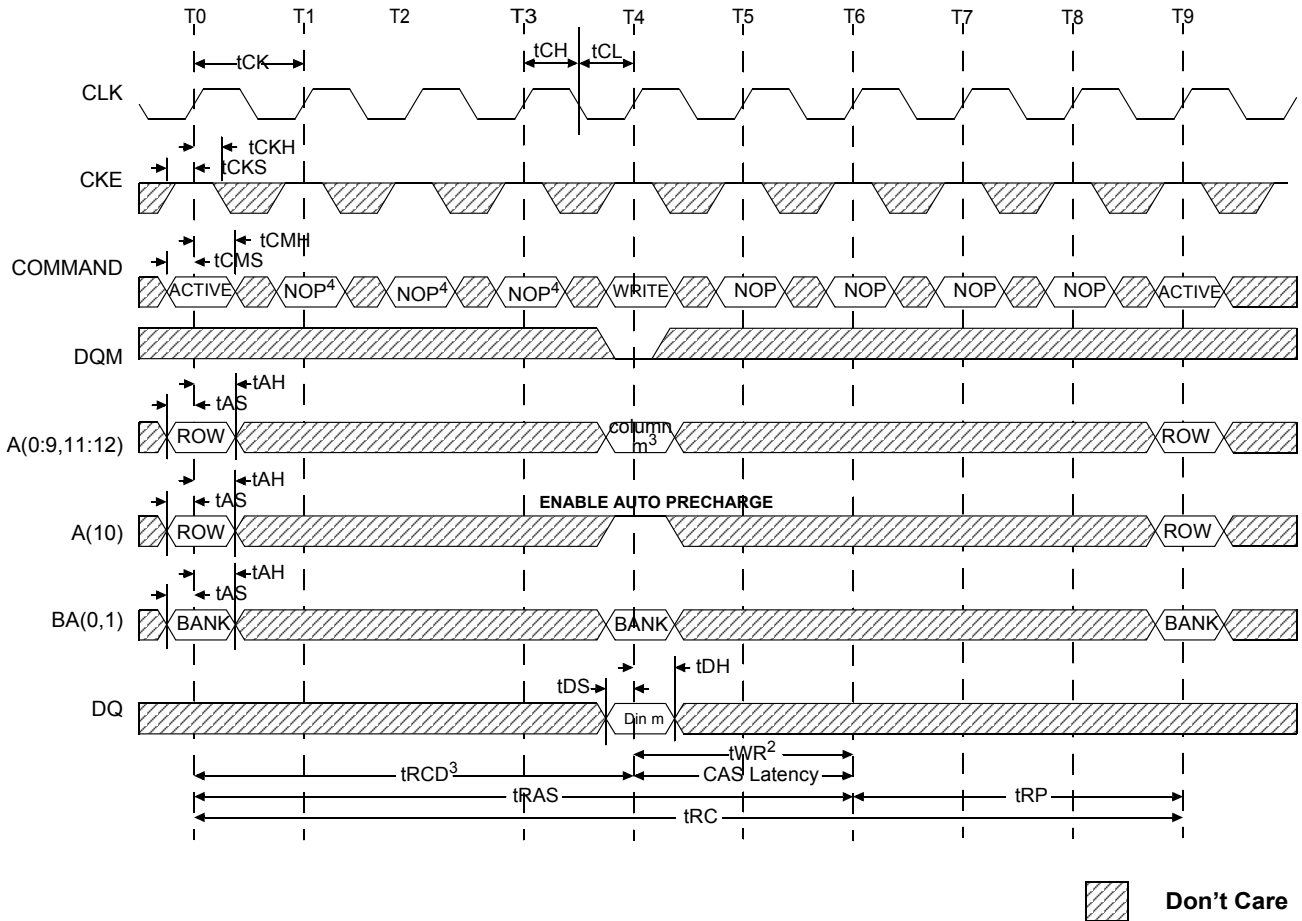 T0 T1 T2 T3 T4 T5 T6 T7 T8 T9
tCK tCH tCL
CLK
tCKH
tCKS
CKE
tCMH
tCMS
COMMAND
ACTIVE NOP4 NOP4 NOP4 WRITE NOP NOP NOP NOP ACTIVE
DQM
tAH
tAS
A(0:9,11:12)
ROW column m3 ROW
tAH
tAS
ENABLE AUTO PRECHARGE
A(10)
ROW ROW
tAH
tAS
BA(0,1)
BANK BANK BANK
tDH
tDS
DQ
Din m
tWR2
tRCD3 CAS Latency
tRAS tRP
tRC
Don't Care